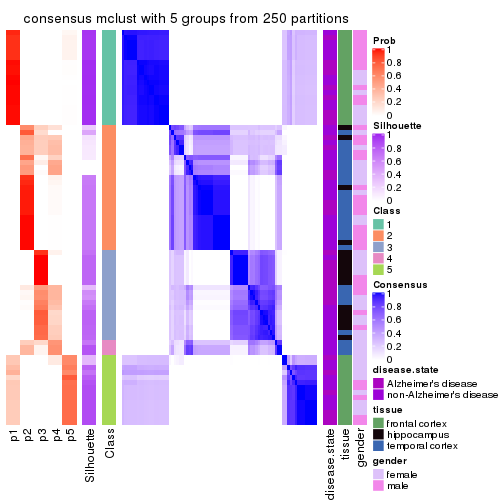 consensus mclust with 5 groups from 250 partitions
Prob
1
0.8
0.6
0.4
0.2
0
Silhouette
1
0.8
0.6
0.4
0.2
0
Class
1
2
3
4
5
Consensus
1
0.8
0.6
0.4
0.2
0
disease.state
Alzheimer's disease
non-Alzheimer's disease
tissue
frontal cortex
hippocampus
temporal cortex
gender
female
male
p1
p2
p3
p4
p5
Silhouette
Class
disease.state
tissue
gender